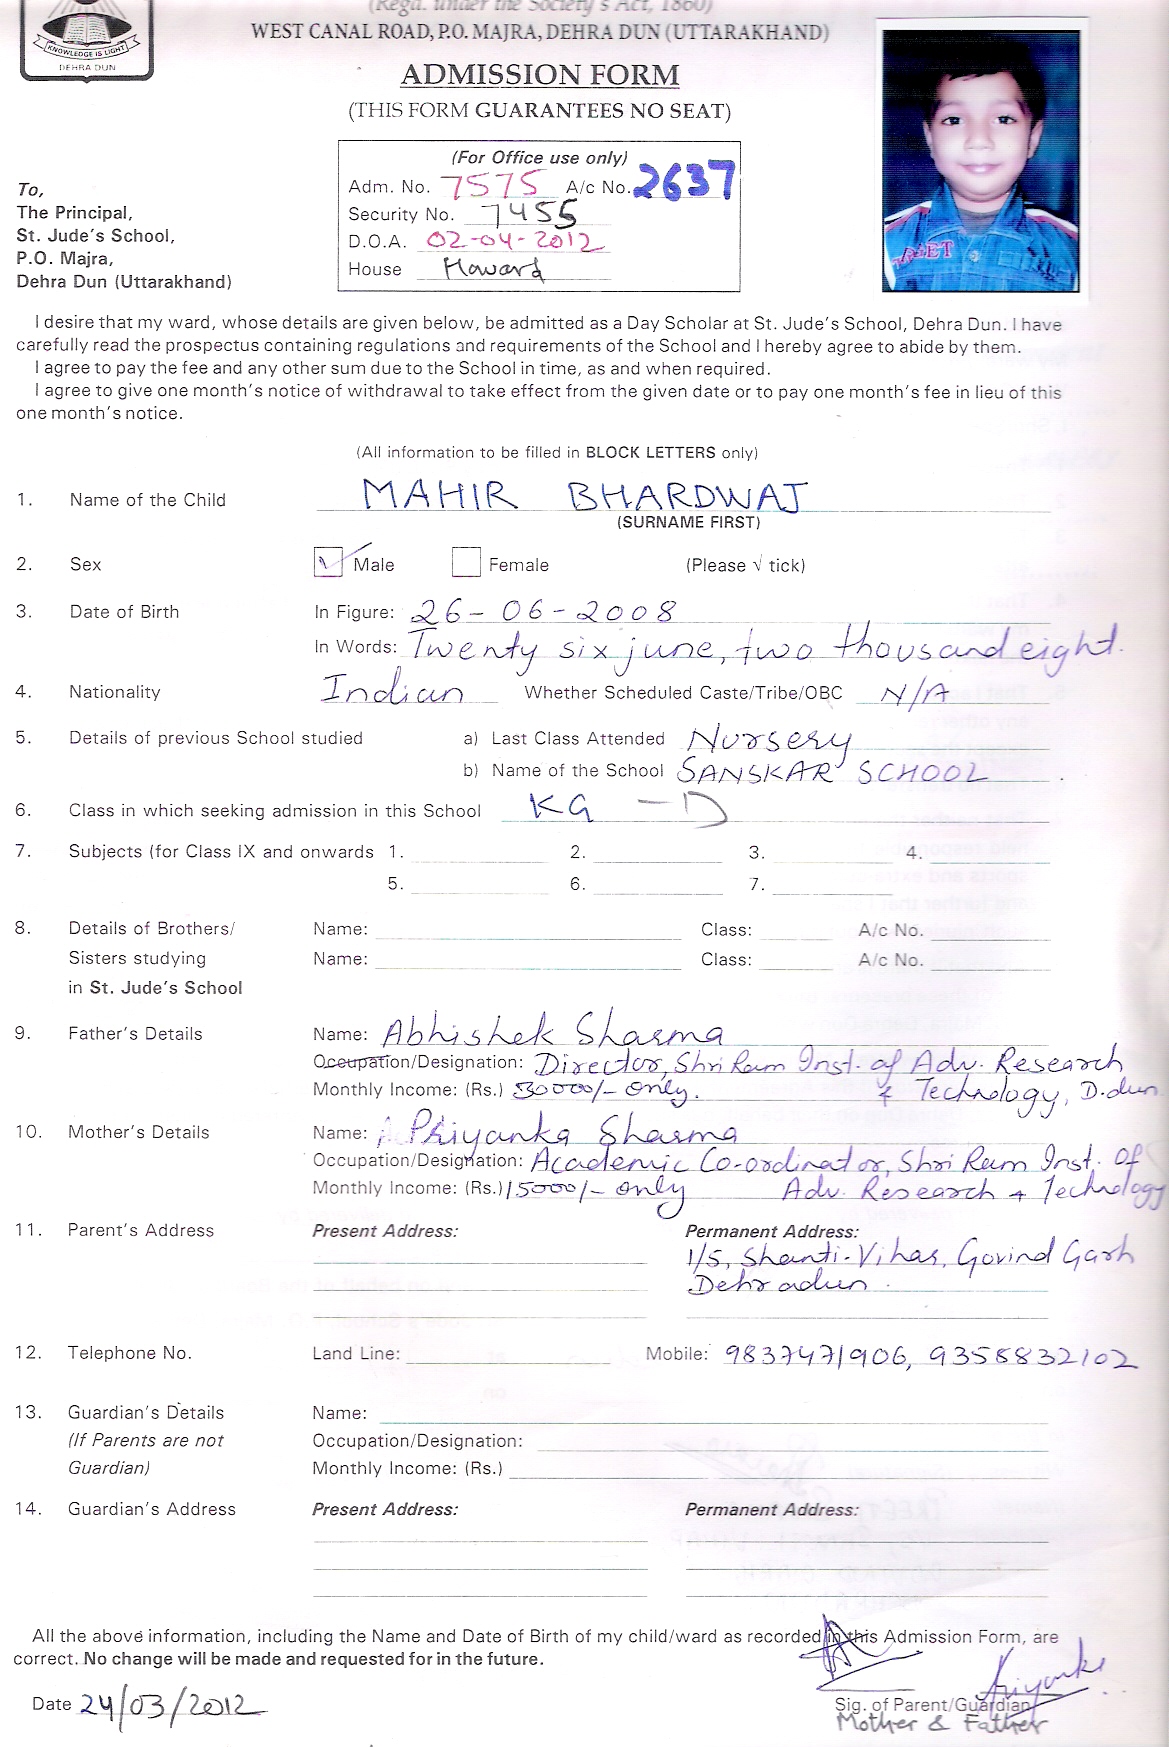 (Regd. under the Society's Act, 1860)
WEST CANAL ROAD, P.O. MAJRA, DEHRA DUN (UTTARAKHAND)
KNOWLEDGE IS LIGHT
DEHRA DUN
ADMISSION FORM
(THIS FORM GUARANTEES NO SEAT)
(For Office use only)
Adm. No. 7575 A/c No. 2637
Security No. 7455
D.O.A. 02-04-2012
House Howard
To,
The Principal,
St. Jude's School,
P.O. Majra,
Dehra Dun (Uttarakhand)
I desire that my ward, whose details are given below, be admitted as a Day Scholar at St. Jude's School, Dehra Dun. I have
carefully read the prospectus containing regulations and requirements of the School and I hereby agree to abide by them.
I agree to pay the fee and any other sum due to the School in time, as and when required.
I agree to give one month's notice of withdrawal to take effect from the given date or to pay one month's fee in lieu of this
one month's notice.
(All information to be filled in BLOCK LETTERS only)
1. Name of the Child MAHIR BHARDWAJ
(SURNAME FIRST)
2. Sex ✓ Male Female (Please √ tick)
3. Date of Birth In Figure: 26-06-2008
In Words: Twenty six june, two thousand eight.
4. Nationality Indian Whether Scheduled Caste/Tribe/OBC N/A
5. Details of previous School studied a) Last Class Attended Nursery
b) Name of the School SANSKAR SCHOOL
6. Class in which seeking admission in this School KG - D
7. Subjects (for Class IX and onwards 1. 2. 3. 4.
5. 6. 7.
8. Details of Brothers/ Name: Class: A/c No.
Sisters studying Name: Class: A/c No.
in St. Jude's School
9. Father's Details Name: Abhishek Sharma
Occupation/Designation: Director, Shri Ram Inst. of Adv. Research
Monthly Income: (Rs.) 30000/- only. & Technology, D.dun
10. Mother's Details Name: Priyanka Sharma
Occupation/Designation: Academic Co-ordinator, Shri Ram Inst. Of
Monthly Income: (Rs.) 15000/- only Adv. Research & Technology
11. Parent's Address Present Address: Permanent Address:
1/5, Shanti-Vihar, Govind Garh
Dehradun.
12. Telephone No. Land Line: Mobile: 9837471906, 9358832102
13. Guardian's Details Name:
(If Parents are not Occupation/Designation:
Guardian) Monthly Income: (Rs.)
14. Guardian's Address Present Address: Permanent Address:
All the above information, including the Name and Date of Birth of my child/ward as recorded in this Admission Form, are
correct. No change will be made and requested for in the future.
Priyanka
Date 24/03/2012 Sig. of Parent/Guardian
Mother & Father